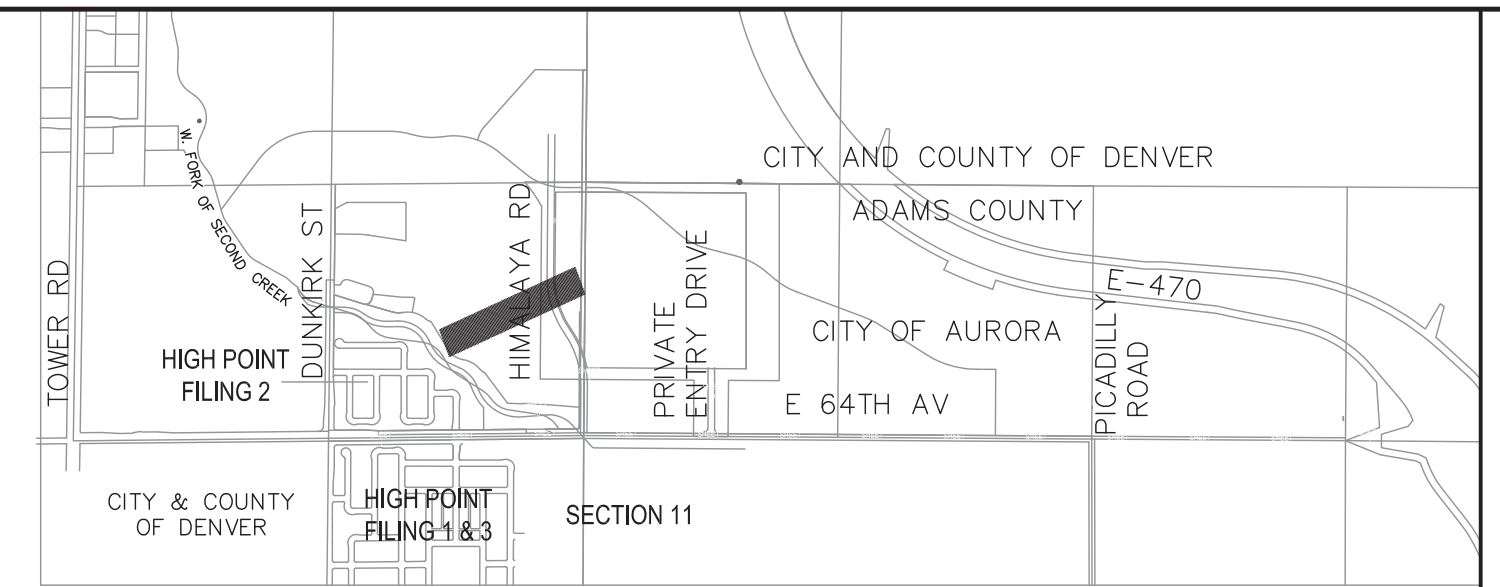 CITY AND COUNTY OF DENVER
W. FORK OF SECOND CREEK
ADAMS COUNTY
TOWER RD
DUNKIRK ST
HIMALAYA RD
PRIVATE
ENTRY DRIVE
E-470
CITY OF AURORA
PICADILLY
ROAD
HIGH POINT
FILING 2
E 64TH AV
CITY & COUNTY
OF DENVER
HIGH POINT
FILING 1 & 3
SECTION 11